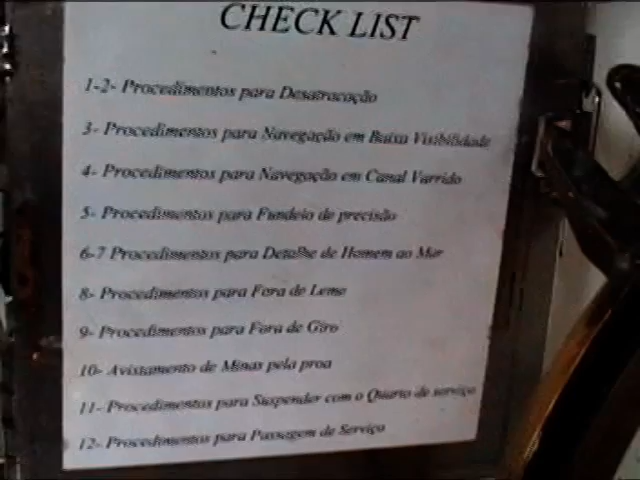 CHECK LIST
1-2- Procedimentos para Desatracação
3- Procedimentos para Navegação em Baixa Visibilidade
4- Procedimentos para Navegação em Canal Varrido
5- Procedimentos para Fundeio de precisão
6-7 Procedimentos para Detalhe de Homem ao Mar
8- Procedimentos para Fora de Leme
9- Procedimentos para Fora de Giro
10- Avistamento de Minas pela proa
11- Procedimentos para Suspender com o Quarto de serviço
12- Procedimentos para Passagem de Serviço